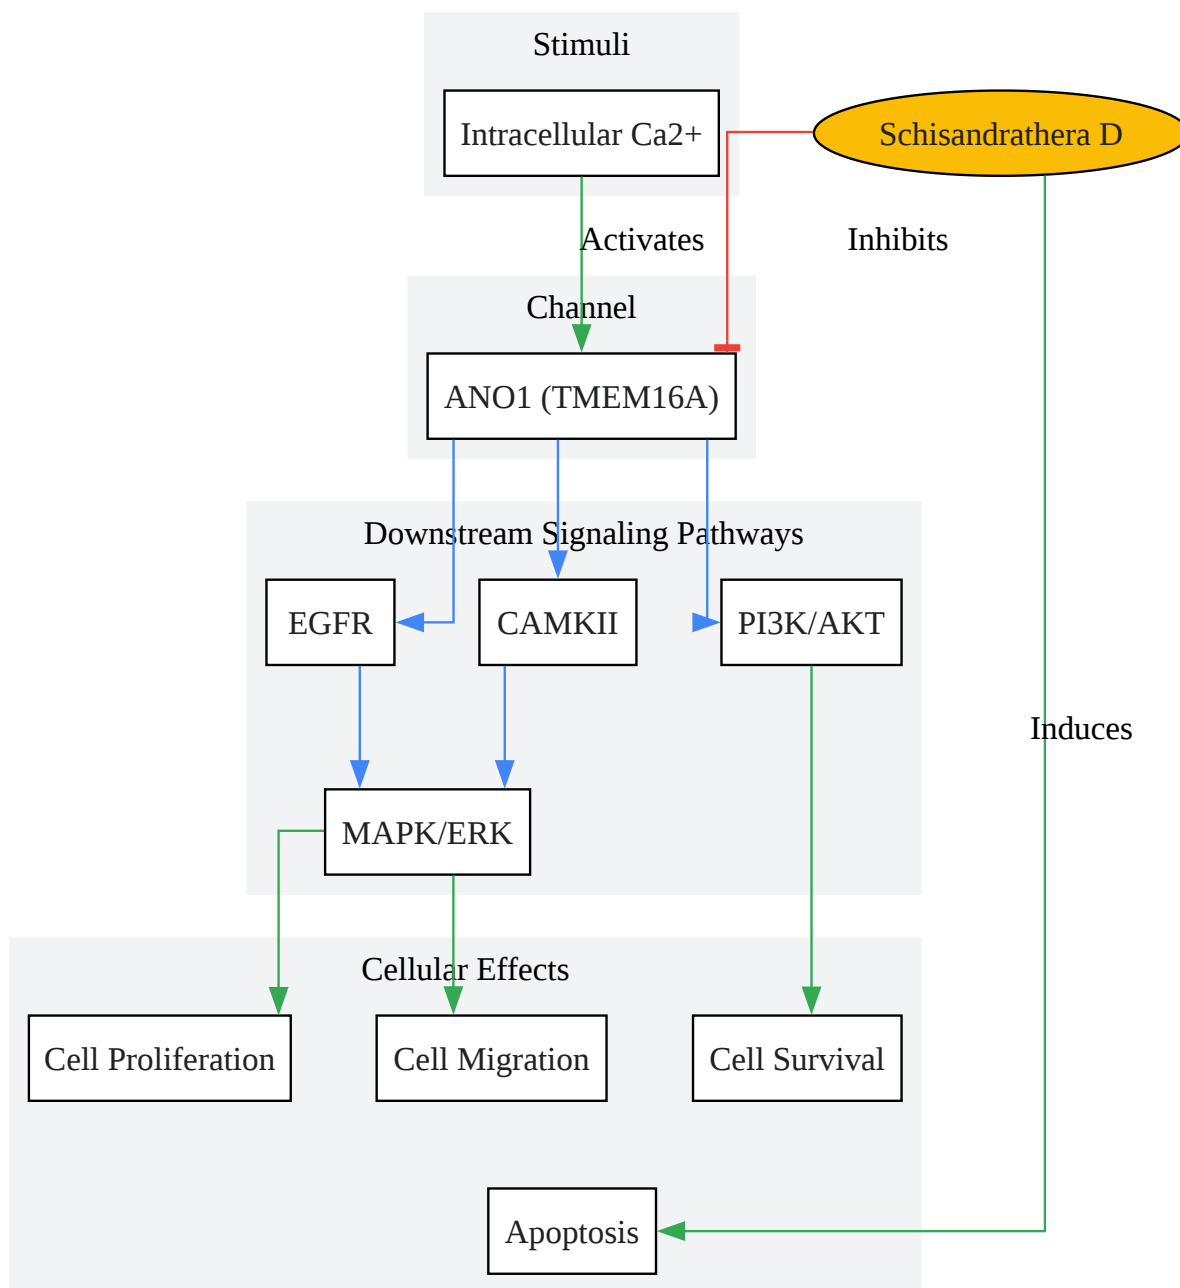 Stimuli
Intracellular Ca2+
Schisandrathera D
Activates
Inhibits
Channel
ANO1 (TMEM16A)
Downstream Signaling Pathways
EGFR
CAMKII
PI3K/AKT
Induces
MAPK/ERK
Cellular Effects
Cell Proliferation
Cell Migration
Cell Survival
Apoptosis